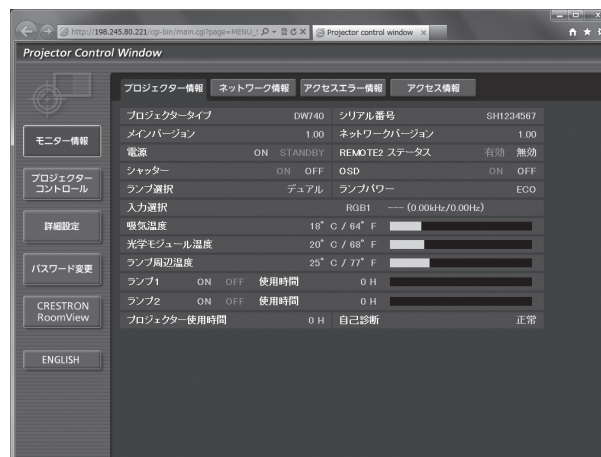 http://198.245.80.221/cgi-bin/main.cgi?page=MENU_
Projector control window
Projector Control Window
プロジェクター情報 ネットワーク情報 アクセスエラー情報 アクセス情報
モニター情報
プロジェクター
コントロール
詳細設定
パスワード変更
CRESTRON
RoomView
ENGLISH
プロジェクタータイプ DW740 シリアル番号 SH1234567
メインバージョン 1.00 ネットワークバージョン 1.00
電源 ON STANDBY REMOTE2 ステータス 有効 無効
シャッター ON OFF OSD ON OFF
ランプ選択 デュアル ランプパワー ECO
入力選択 RGB1 --- (0.00kHz/0.00Hz)
吸気温度 18° C / 64° F
光学モジュール温度 20° C / 68° F
ランプ周辺温度 25° C / 77° F
ランプ1 ON OFF 使用時間 0 H
ランプ2 ON OFF 使用時間 0 H
プロジェクター使用時間 0 H 自己診断 正常